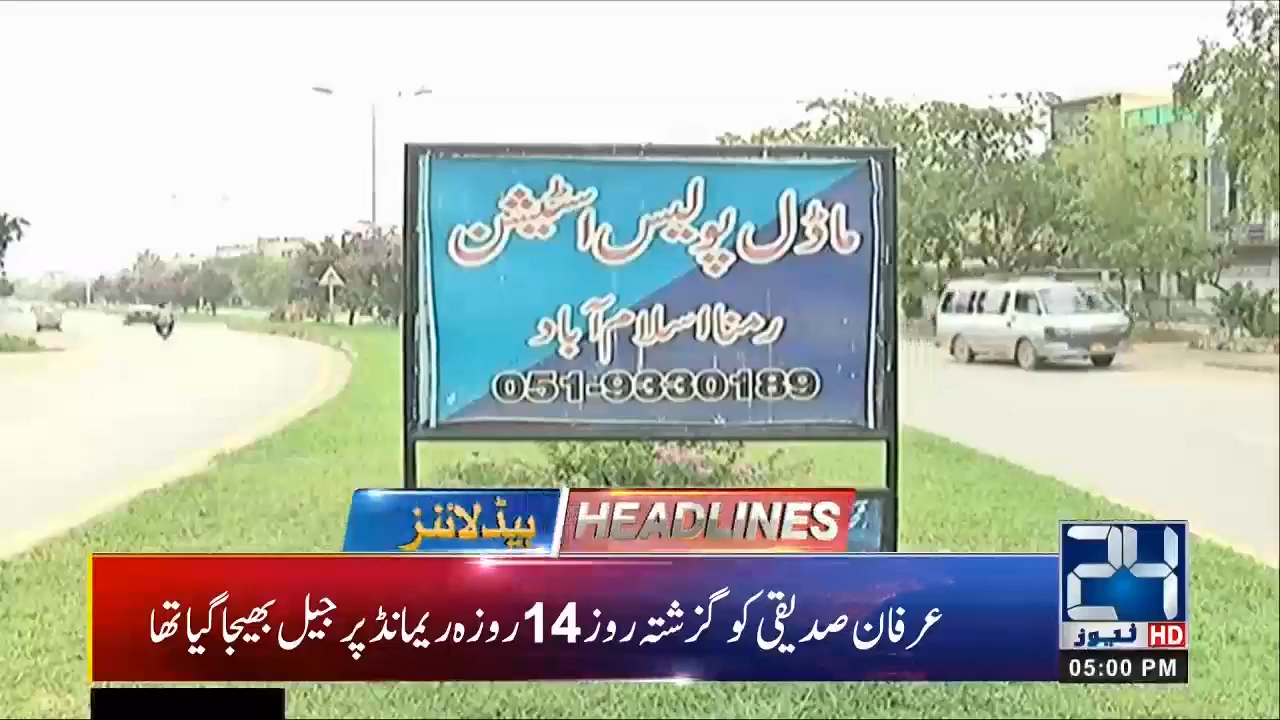 ماڈل پولیس اسٹیشن
رمنا اسلام آباد
051-9330189
ہیڈلائنز HEADLINES
عرفان صدیقی کو گزشتہ روز 14 روزہ ریمانڈ پر جیل بھیجا گیا تھا
24
نیوز HD
05:00 PM